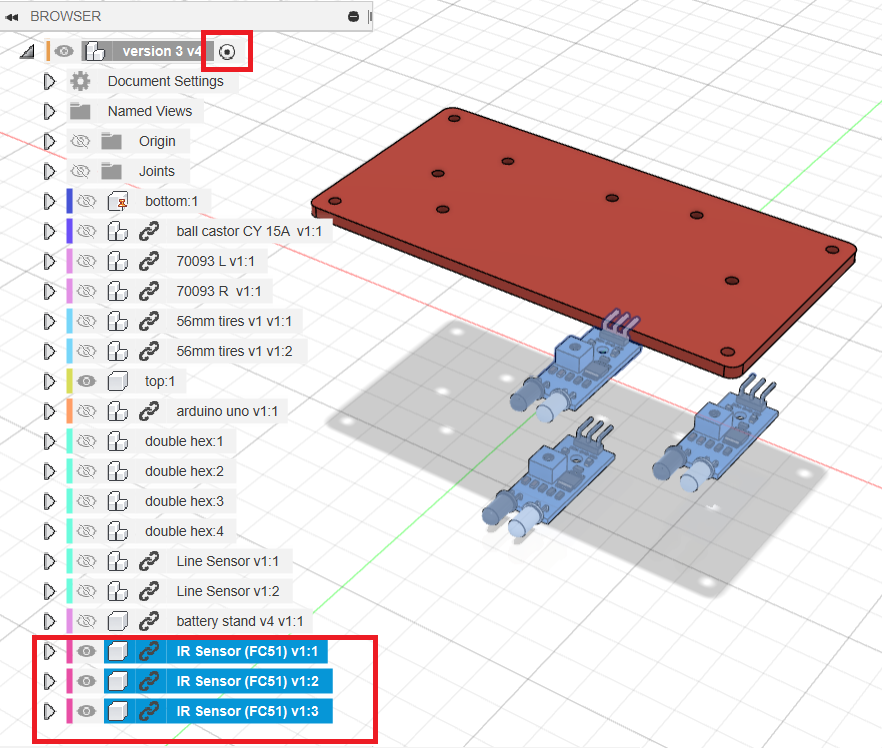 BROWSER
version 3 v4
Document Settings
Named Views
Origin
Joints
bottom:1
ball castor CY 15A v1:1
70093 L v1:1
70093 R v1:1
56mm tires v1 v1:1
56mm tires v1 v1:2
top:1
arduino uno v1:1
double hex:1
double hex:2
double hex:3
double hex:4
Line Sensor v1:1
Line Sensor v1:2
battery stand v4 v1:1
IR Sensor (FC51) v1:1
IR Sensor (FC51) v1:2
IR Sensor (FC51) v1:3